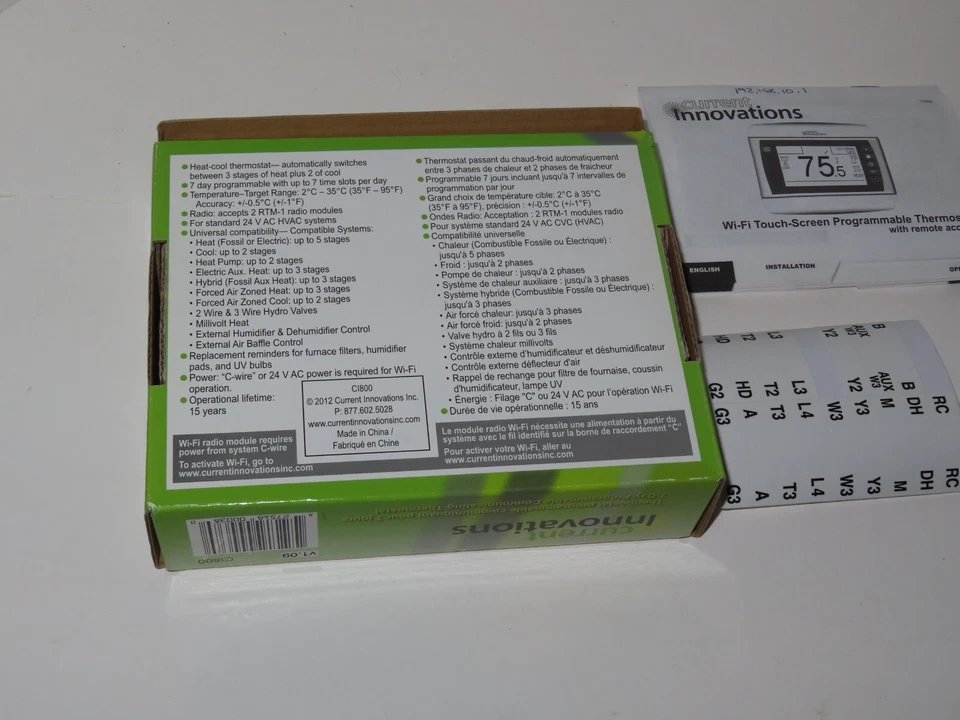 ● Heat-cool thermostat— automatically switches
between 3 stages of heat plus 2 of cool
● 7 day programmable with up to 7 time slots per day
● Temperature–Target Range: 2°C – 35°C (35°F – 95°F)
Accuracy: +/-0.5°C (+/-1°F)
● Radio: accepts 2 RTM-1 radio modules
● For standard 24 V AC HVAC systems
● Universal compatibility— Compatible Systems:
• Heat (Fossil or Electric): up to 5 stages
• Cool: up to 2 stages
• Heat Pump: up to 2 stages
• Electric Aux. Heat: up to 3 stages
• Hybrid (Fossil Aux Heat): up to 3 stages
• Forced Air Zoned Heat: up to 3 stages
• Forced Air Zoned Cool: up to 2 stages
• 2 Wire & 3 Wire Hydro Valves
• Millivolt Heat
• External Humidifier & Dehumidifier Control
• External Air Baffle Control
● Replacement reminders for furnace filters, humidifier
pads, and UV bulbs
● Power: "C-wire" or 24 V AC power is required for Wi-Fi
operation.
● Operational lifetime:
15 years
CI800
© 2012 Current Innovations Inc.
P: 877.602.5028
www.currentinnovationsinc.com
Made in China /
Fabriqué en Chine
Wi-Fi radio module requires
power from system C-wire
To activate Wi-Fi, go to
www.currentinnovationsinc.com
● Thermostat passant du chaud-froid automatiquement
entre 3 phases de chaleur et 2 phases de fraicheur
● Programmable 7 jours incluant jusqu'à 7 intervalles de
programmation par jour
● Grand choix de température cible: 2°C à 35°C
(35°F à 95°F), précision : +/-0.5°C (+/-1°F)
● Ondes Radio: Acceptation : 2 RTM-1 modules radio
● Pour système standard 24 V AC CVC (HVAC)
● Compatibilité universelle
• Chaleur (Combustible Fossile ou Électrique) :
jusqu'à 5 phases
• Froid : jusqu'à 2 phases
• Pompe de chaleur : jusqu'à 2 phases
• Système de chaleur auxiliaire : jusqu'à 3 phases
• Système hybride (Combustible Fossile ou Électrique) :
jusqu'à 3 phases
• Air forcé chaleur: jusqu'à 3 phases
• Air forcé froid: jusqu'à 2 phases
• Valve hydro à 2 fils ou 3 fils
• Système chaleur millivolts
• Contrôle externe d'humidificateur et déshumidificateur
• Contrôle externe déflecteur d'air
• Rappel de rechange pour filtre de fournaise, coussin
d'humidificateur, lampe UV
• Énergie : Filage "C" ou 24 V AC pour l'opération Wi-Fi
● Durée de vie opérationnelle : 15 ans
Le module radio Wi-Fi nécessite une alimentation à partir du
système avec le fil identifié sur la borne de raccordement "C"
Pour activer votre Wi-Fi, aller au
www.currentinnovationsinc.com
current
Innovations
v1.09
CI800
current
Innovations
75.5
Wi-Fi Touch-Screen Programmable Thermos
with remote acc
ENGLISH
INSTALLATION
OP
HD T2 L3 Y2 AUX W2 B
G2 HD T2 L3 Y2 AUX W2 B RC
G3 A T3 L4 W3 Y3 M DH
G3 A T3 L4 W3 Y3 M DH RC